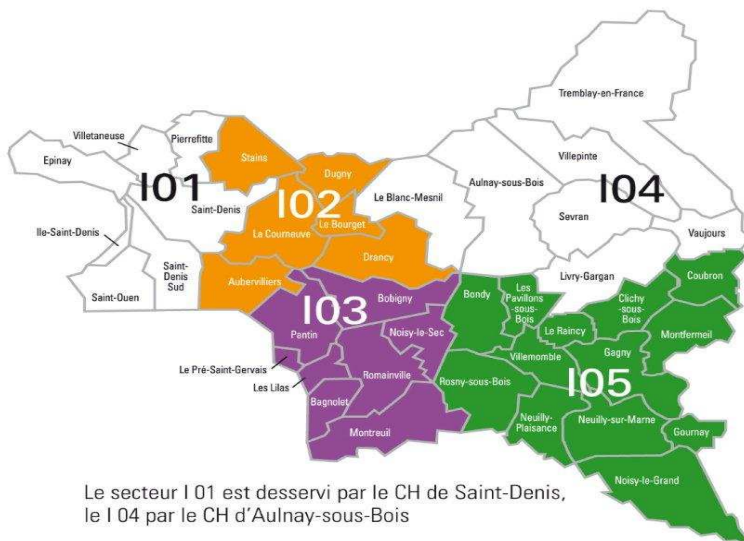 Tremblay-en-France
Villetaneuse
Pierrefitte
Epinay
Stains
Dugny
Villepinte
Aulnay-sous-Bois
I01
I04
Le Blanc-Mesnil
Saint-Denis
I02
Sevran
Le Bourget
La Courneuve
Vaujours
Ile-Saint-Denis
Drancy
Livry-Gargan
Coubron
Saint-Ouen
Saint-
Denis
Sud
Aubervilliers
Bobigny
Bondy
Les
Pavillons
-sous-
Bois
Clichy
-sous-
Bois
I03
Pantin
Noisy-le-Sec
Le Raincy
Montfermeil
Gagny
Le Pré-Saint-Gervais
Villemomble
Romainville
Rosny-sous-Bois
I05
Les Lilas
Bagnolet
Neuilly-
Plaisance
Neuilly-sur-Marne
Montreuil
Gournay
Noisy-le-Grand
Le secteur I 01 est desservi par le CH de Saint-Denis,
le I 04 par le CH d'Aulnay-sous-Bois